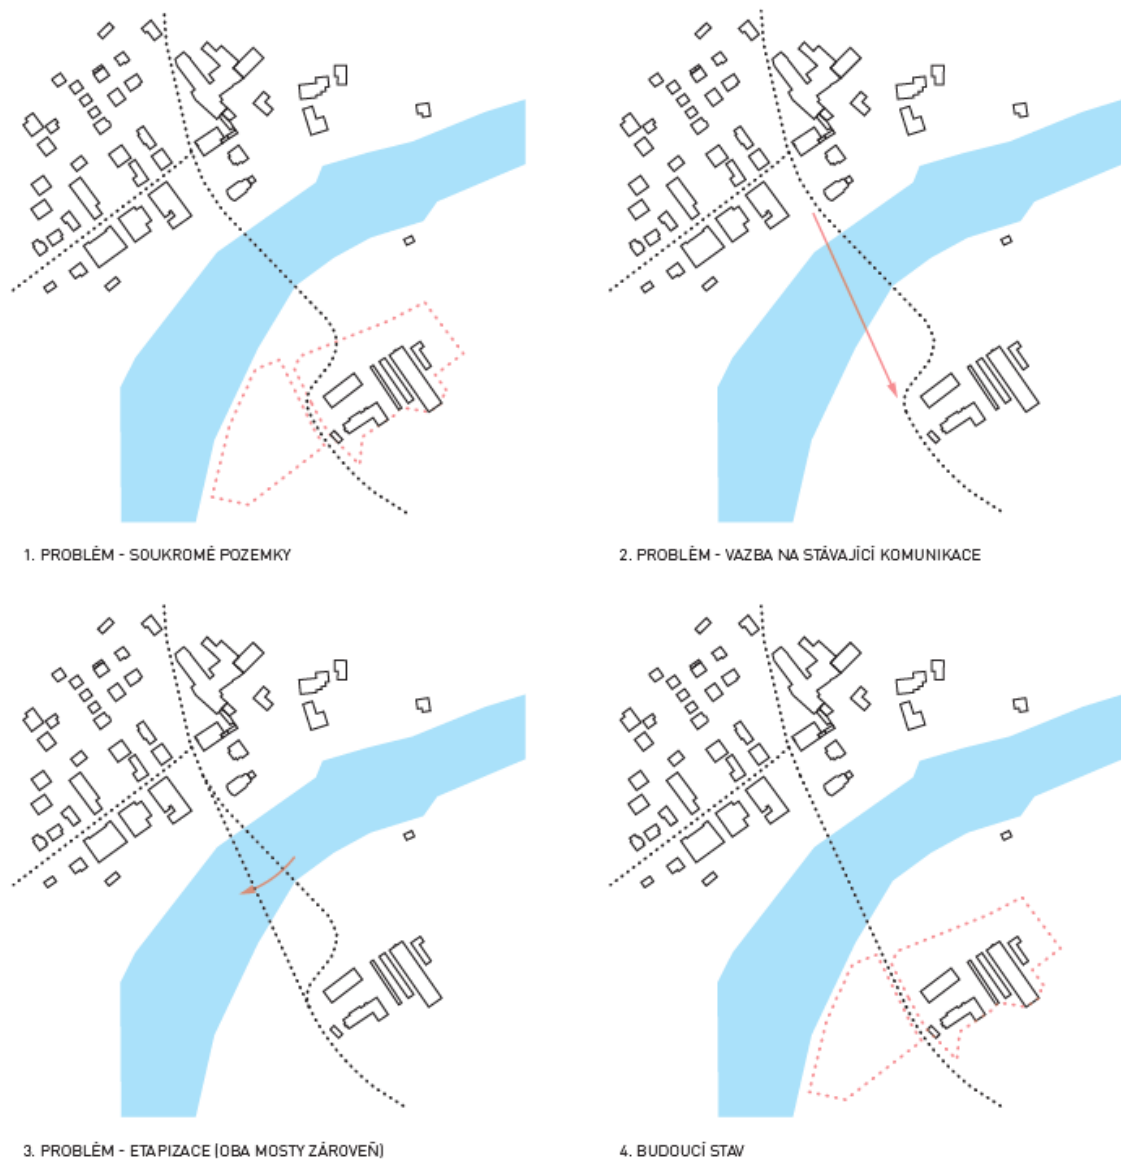 1. PROBLÉM - SOUKROMÉ POZEMKY
2. PROBLÉM - VAZBA NA STÁVAJÍCÍ KOMUNIKACE
3. PROBLÉM - ETAPIZACE (OBA MOSTY ZÁROVEŇ)
4. BUDOUCÍ STAV